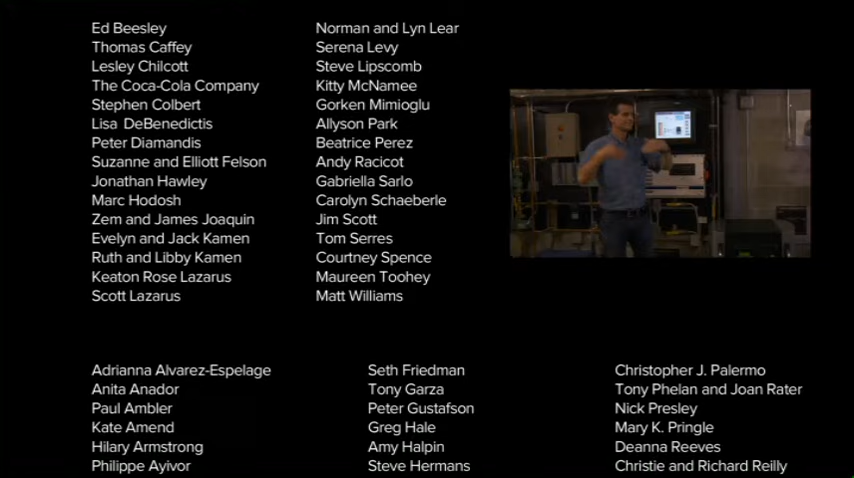 Ed Beesley
Thomas Caffey
Lesley Chilcott
The Coca-Cola Company
Stephen Colbert
Lisa DeBenedictis
Peter Diamandis
Suzanne and Elliott Felson
Jonathan Hawley
Marc Hodosh
Zem and James Joaquin
Evelyn and Jack Kamen
Ruth and Libby Kamen
Keaton Rose Lazarus
Scott Lazarus
Norman and Lyn Lear
Serena Levy
Steve Lipscomb
Kitty McNamee
Gorken Mimioglu
Allyson Park
Beatrice Perez
Andy Racicot
Gabriella Sarlo
Carolyn Schaeberle
Jim Scott
Tom Serres
Courtney Spence
Maureen Toohey
Matt Williams
Adrianna Alvarez-Espelage
Anita Anador
Paul Ambler
Kate Amend
Hilary Armstrong
Philippe Ayivor
Seth Friedman
Tony Garza
Peter Gustafson
Greg Hale
Amy Halpin
Steve Hermans
Christopher J. Palermo
Tony Phelan and Joan Rater
Nick Presley
Mary K. Pringle
Deanna Reeves
Christie and Richard Reilly